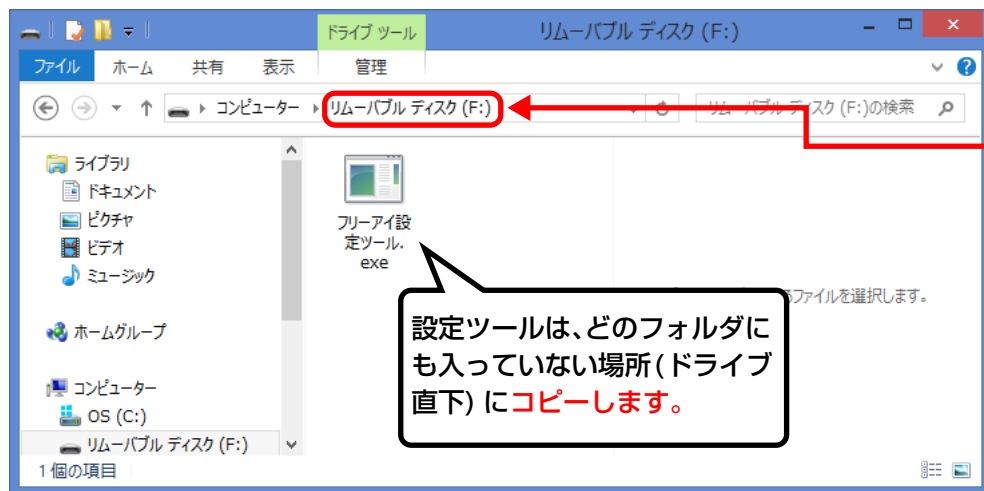 ドライブ ツール
リムーバブル ディスク (F:)
ファイル ホーム 共有 表示 管理
コンピューター リムーバブル ディスク (F:)
リムーバブル ディスク (F:)の検索
ライブラリ
ドキュメント
ピクチャ
ビデオ
ミュージック
ホームグループ
コンピューター
OS (C:)
リムーバブル ディスク (F:)
フリーアイ設
定ツール.
exe
るファイルを選択します。
設定ツールは、どのフォルダに
も入っていない場所(ドライブ
直下) にコピーします。
1 個の項目